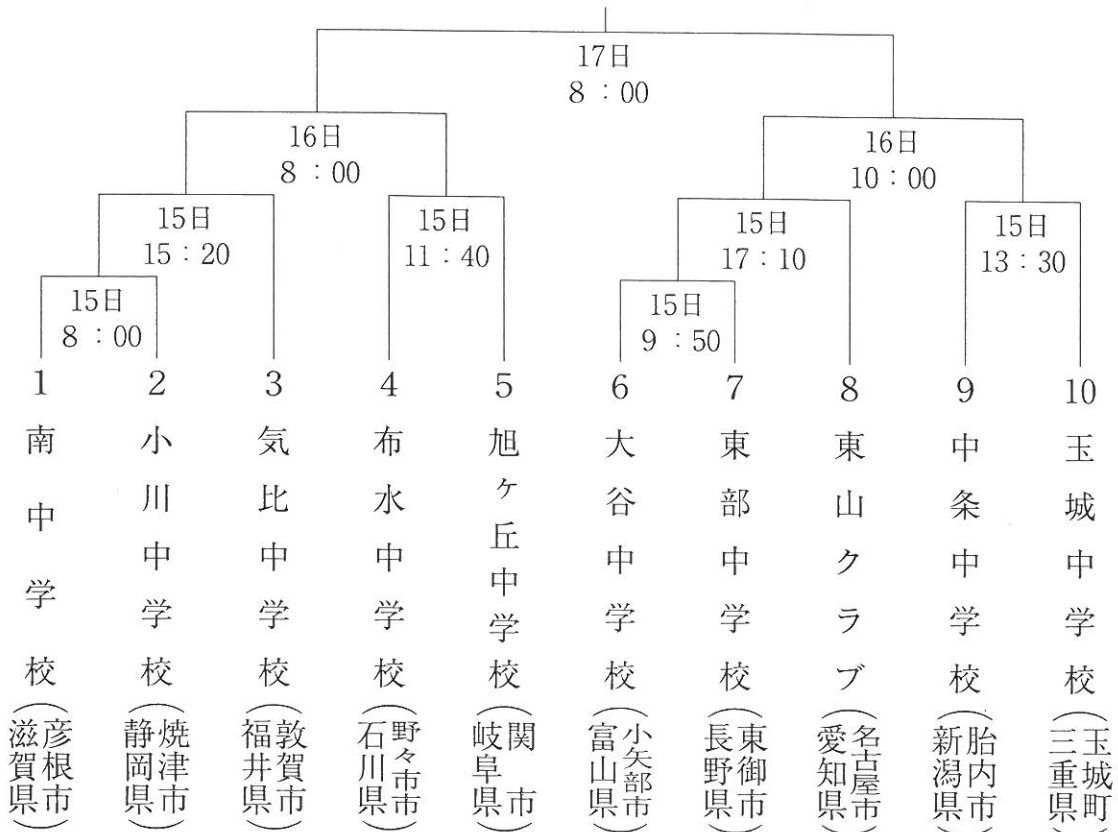 17日
8：00
16日
8：00
16日
10：00
15日
15：20
15日
11：40
15日
17：10
15日
13：30
15日
8：00
15日
9：50
1
南中学校
（滋賀県彦根市）
2
小川中学校
（静岡県焼津市）
3
気比中学校
（福井県敦賀市）
4
布水中学校
（石川県野々市市）
5
旭ヶ丘中学校
（岐阜県関市）
6
大谷中学校
（富山県小矢部市）
7
東部中学校
（長野県東御市）
8
東山クラブ
（愛知県名古屋市）
9
中条中学校
（新潟県胎内市）
10
玉城中学校
（三重県玉城町）